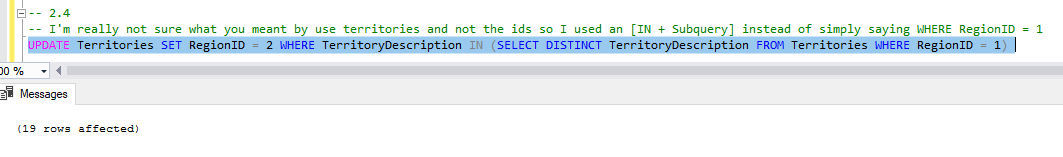 -- 2.4
-- I'm really not sure what you meant by use territories and not the ids so I used an [IN + Subquery] instead of simply saying WHERE RegionID = 1
UPDATE Territories SET RegionID = 2 WHERE TerritoryDescription IN (SELECT DISTINCT TerritoryDescription FROM Territories WHERE RegionID = 1)
00 %
Messages
(19 rows affected)